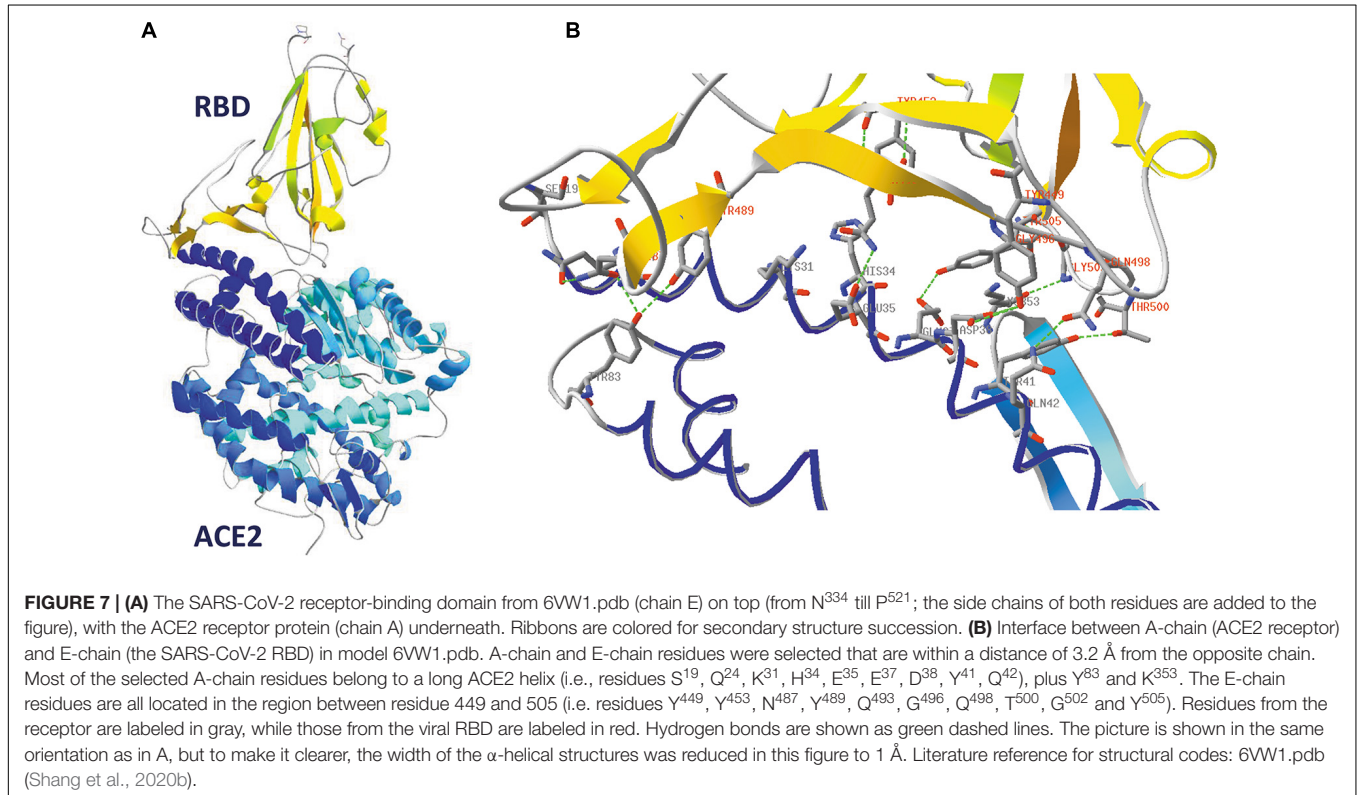 A
B
RBD
ACE2
TYR489
S31
HIS34
GLU35
TYR83
TYR449
GLY496
GLN498
THR500
ASP3
GLN42
FIGURE 7 | (A) The SARS-CoV-2 receptor-binding domain from 6VW1.pdb (chain E) on top (from N334 till P521; the side chains of both residues are added to the
figure), with the ACE2 receptor protein (chain A) underneath. Ribbons are colored for secondary structure succession. (B) Interface between A-chain (ACE2 receptor)
and E-chain (the SARS-CoV-2 RBD) in model 6VW1.pdb. A-chain and E-chain residues were selected that are within a distance of 3.2 Å from the opposite chain.
Most of the selected A-chain residues belong to a long ACE2 helix (i.e., residues S19, Q24, K31, H34, E35, E37, D38, Y41, Q42), plus Y83 and K353. The E-chain
residues are all located in the region between residue 449 and 505 (i.e. residues Y449, Y453, N487, Y489, Q493, G496, Q498, T500, G502 and Y505). Residues from the
receptor are labeled in gray, while those from the viral RBD are labeled in red. Hydrogen bonds are shown as green dashed lines. The picture is shown in the same
orientation as in A, but to make it clearer, the width of the α-helical structures was reduced in this figure to 1 Å. Literature reference for structural codes: 6VW1.pdb
(Shang et al., 2020b).